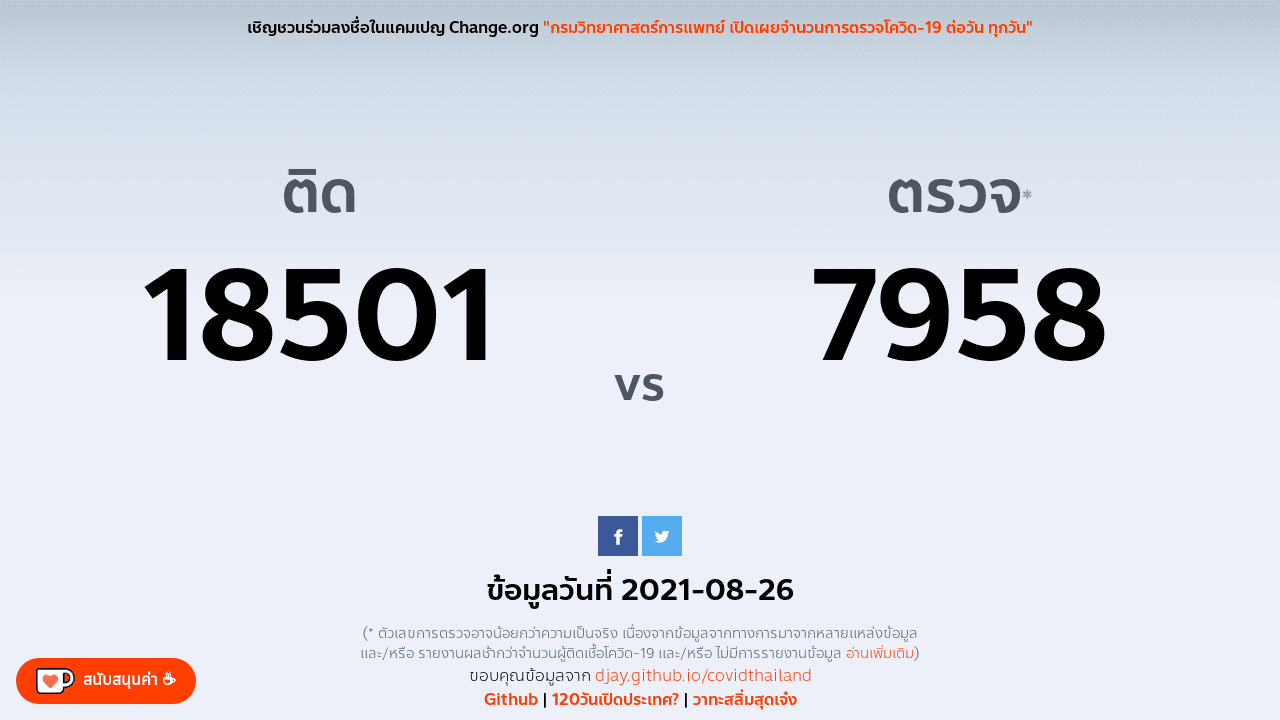 เชิญชวนร่วมลงชื่อในแคมเปญ Change.org "กรมวิทยาศาสตร์การแพทย์ เปิดเผยจำนวนการตรวจโควิด-19 ต่อวัน ทุกวัน"
ติด
ตรวจ*
18501
7958
vs
ข้อมูลวันที่ 2021-08-26
(* ตัวเลขการตรวจอาจน้อยกว่าความเป็นจริง เนื่องจากข้อมูลจากทางการมาจากหลายแหล่งข้อมูล
และ/หรือ รายงานผลช้ากว่าจำนวนผู้ติดเชื้อโควิด-19 และ/หรือ ไม่มีการรายงานข้อมูล อ่านเพิ่มเติม)
ขอบคุณข้อมูลจาก djay.github.io/covidthailand
Github | 120วันเปิดประเทศ? | วาทะสลิ่มสุดเจ๋ง
สนับสนุนค่า ☕